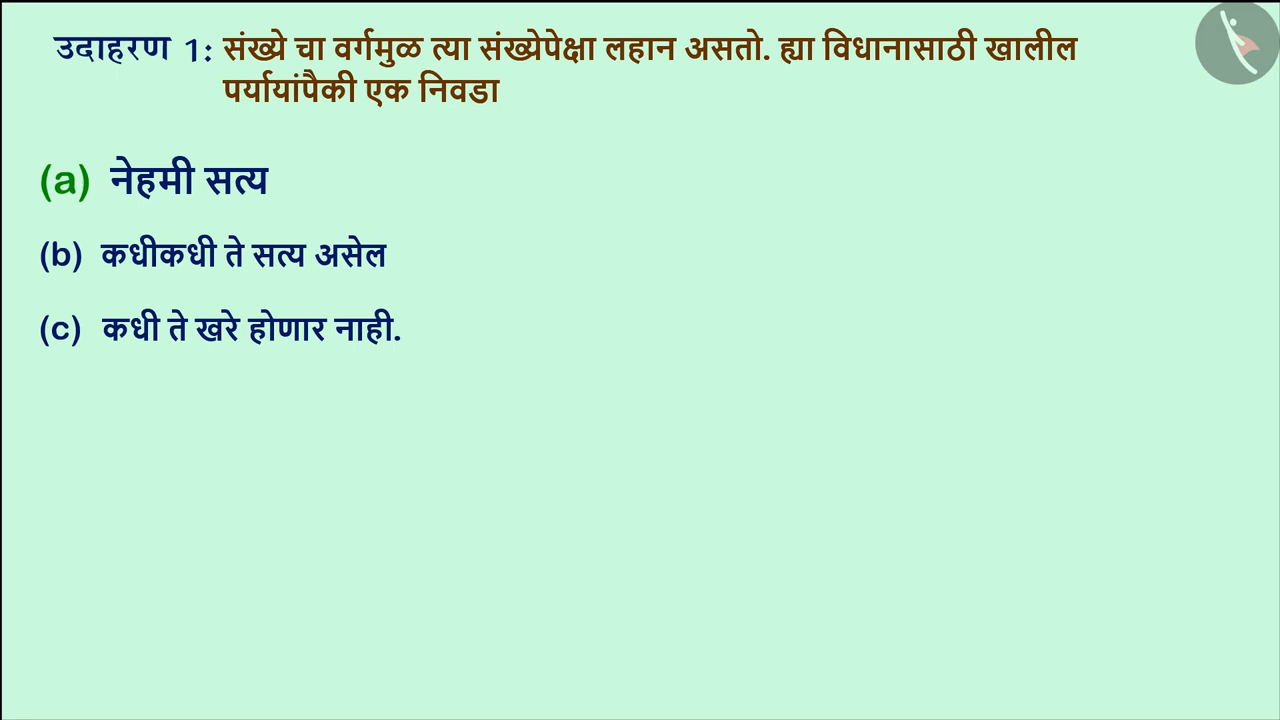 उदाहरण 1: संख्ये चा वर्गमुळ त्या संख्येपेक्षा लहान असतो. ह्या विधानासाठी खालील
पर्यायांपैकी एक निवडा
(a) नेहमी सत्य
(b) कधीकधी ते सत्य असेल
(c) कधी ते खरे होणार नाही.